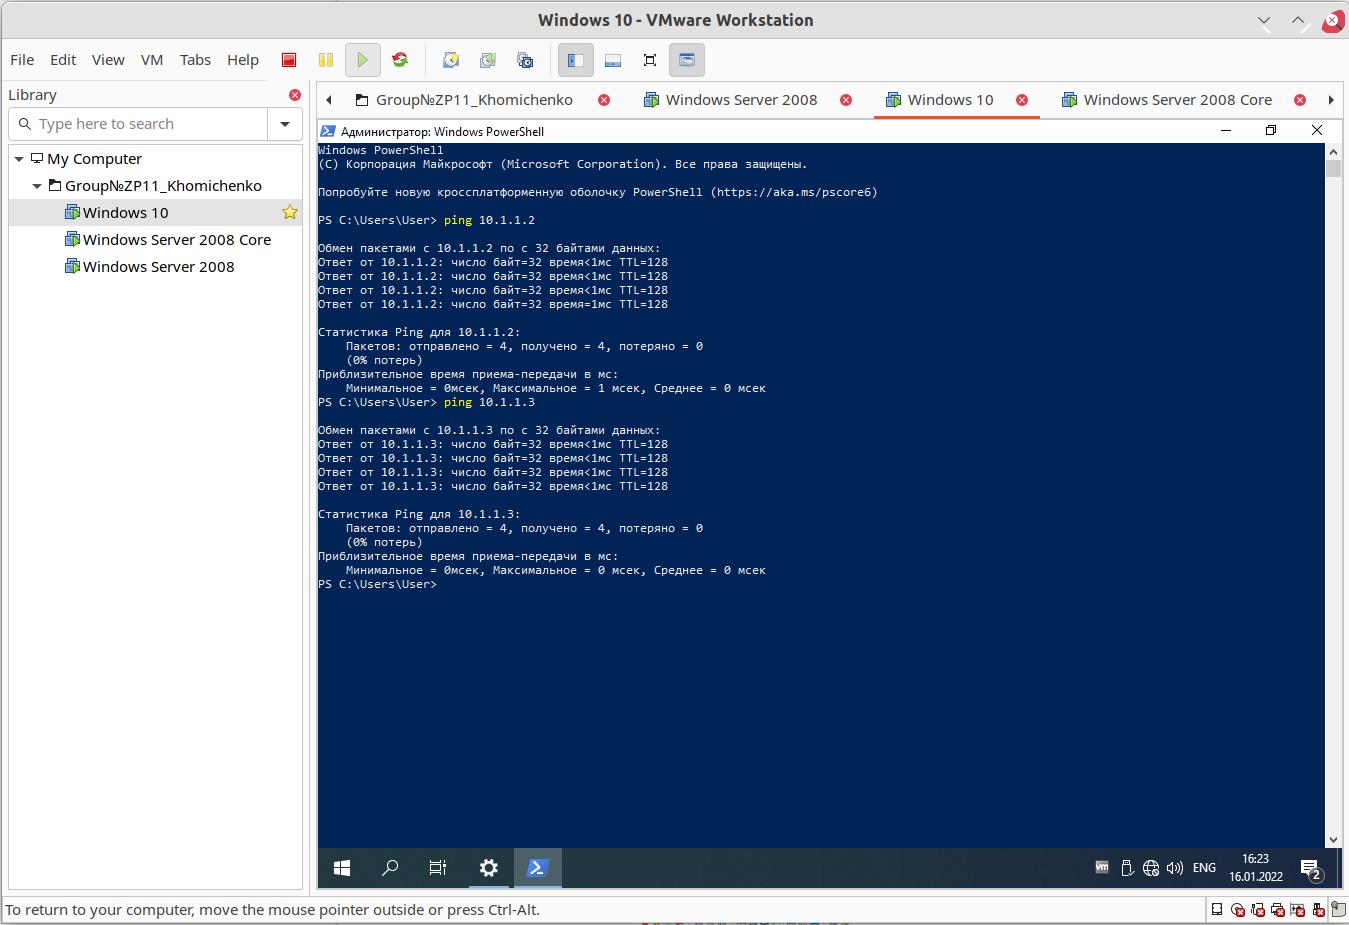 Windows 10 - VMware Workstation
File Edit View VM Tabs Help
Library
Type here to search
My Computer
Group№ZP11_Khomichenko
Windows 10
Windows Server 2008 Core
Windows Server 2008
Group№ZP11_Khomichenko Windows Server 2008 Windows 10 Windows Server 2008 Core
Администратор: Windows PowerShell
Windows PowerShell
(C) Корпорация Майкрософт (Microsoft Corporation). Все права защищены.
Попробуйте новую кроссплатформенную оболочку PowerShell (https://aka.ms/pscore6)
PS C:\Users\User> ping 10.1.1.2
Обмен пакетами с 10.1.1.2 по с 32 байтами данных:
Ответ от 10.1.1.2: число байт=32 время<1мс TTL=128
Ответ от 10.1.1.2: число байт=32 время<1мс TTL=128
Ответ от 10.1.1.2: число байт=32 время<1мс TTL=128
Ответ от 10.1.1.2: число байт=32 время=1мс TTL=128
Статистика Ping для 10.1.1.2:
Пакетов: отправлено = 4, получено = 4, потеряно = 0
(0% потерь)
Приблизительное время приема-передачи в мс:
Минимальное = 0мсек, Максимальное = 1 мсек, Среднее = 0 мсек
PS C:\Users\User> ping 10.1.1.3
Обмен пакетами с 10.1.1.3 по с 32 байтами данных:
Ответ от 10.1.1.3: число байт=32 время<1мс TTL=128
Ответ от 10.1.1.3: число байт=32 время<1мс TTL=128
Ответ от 10.1.1.3: число байт=32 время<1мс TTL=128
Ответ от 10.1.1.3: число байт=32 время<1мс TTL=128
Статистика Ping для 10.1.1.3:
Пакетов: отправлено = 4, получено = 4, потеряно = 0
(0% потерь)
Приблизительное время приема-передачи в мс:
Минимальное = 0мсек, Максимальное = 0 мсек, Среднее = 0 мсек
PS C:\Users\User>
vm ENG 16:23
16.01.2022 2
To return to your computer, move the mouse pointer outside or press Ctrl-Alt.